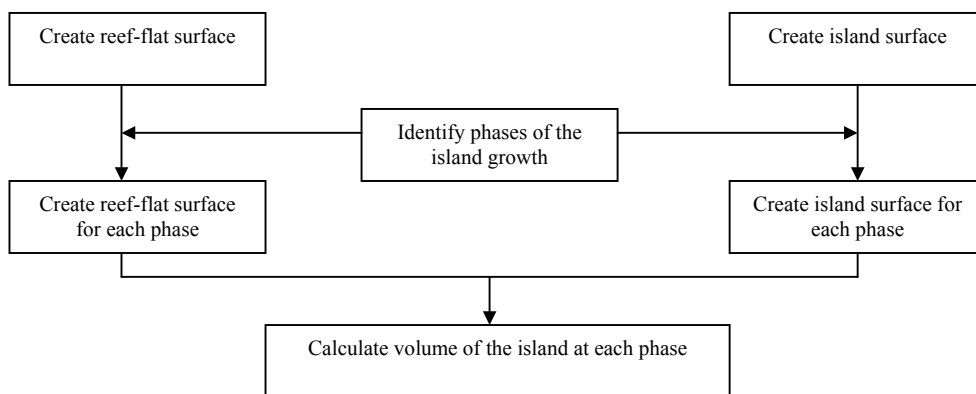 Create reef-flat surface
Create island surface
Identify phases of the
island growth
Create reef-flat surface
for each phase
Create island surface for
each phase
Calculate volume of the island at each phase